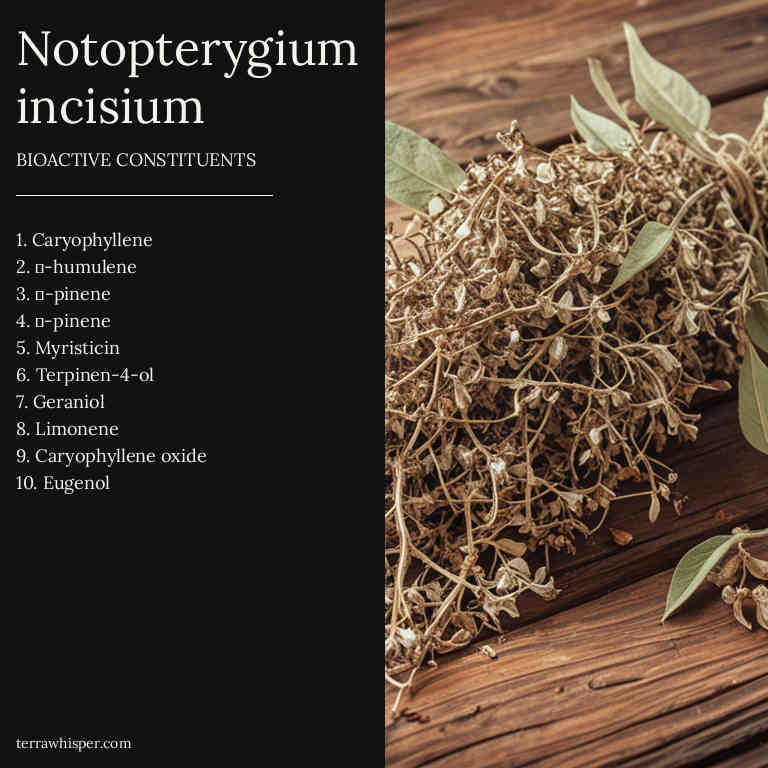 Notopterygium
incisium
BIOACTIVE CONSTITUENTS
1. Caryophyllene
2. □-humulene
3. □-pinene
4. □-pinene
5. Myristicin
6. Terpinen-4-ol
7. Geraniol
8. Limonene
9. Caryophyllene oxide
10. Eugenol
terrawhisper.com